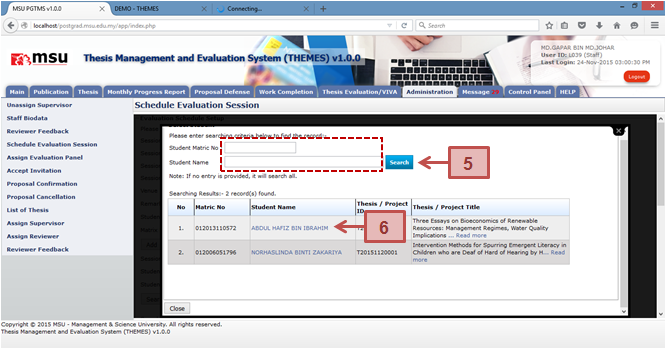 MSU PGTMS v1.0.0
DEMO - THEMES
Connecting...
localhost/postgrad.msu.edu.my/app/index.php
Search
msu
Thesis Management and Evaluation System (THEMES) v1.0.0
MD.GAPAR BIN MD.JOHAR
User ID: L029 (Staff)
Last Login: 24-Nov-2015 03:00:30 PM
Logout
Main Publication Thesis Monthly Progress Report Proposal Defense Work Completion Thesis Evaluation/VIVA Administration Message Control Panel HELP
Unassign Supervisor
Staff Biodata
Reviewer Feedback
Schedule Evaluation Session
Assign Evaluation Panel
Accept Invitation
Proposal Confirmation
Proposal Cancellation
List of Thesis
Assign Supervisor
Assign Reviewer
Reviewer Feedback
Schedule Evaluation Session
Please enter searching criteria below to find the record:-
Student Matric No
Student Name
Search
5
Note: If no entry is provided, it will search all.
Searching Results:- 2 record(s) found.
No Matric No Student Name Thesis / Project ID Thesis / Project Title
1. 012013110572 ABDUL HAFIZ BIN IBRAHIM
6
Three Essays on Bioeconomics of Renewable
Resources: Management Regimes, Water Quality
Implications ... Read more
2. 012006051796 NORHASLINDA BINTI ZAKARIYA T20151120001
Intervention Methods for Spurring Emergent Literacy in
Children who are Deaf of Hard of Hearing by M... Read
more
Close
Copyright © 2015 MSU - Management & Science University. All rights reserved.
Thesis Management and Evaluation System (THEMES) v1.0.0